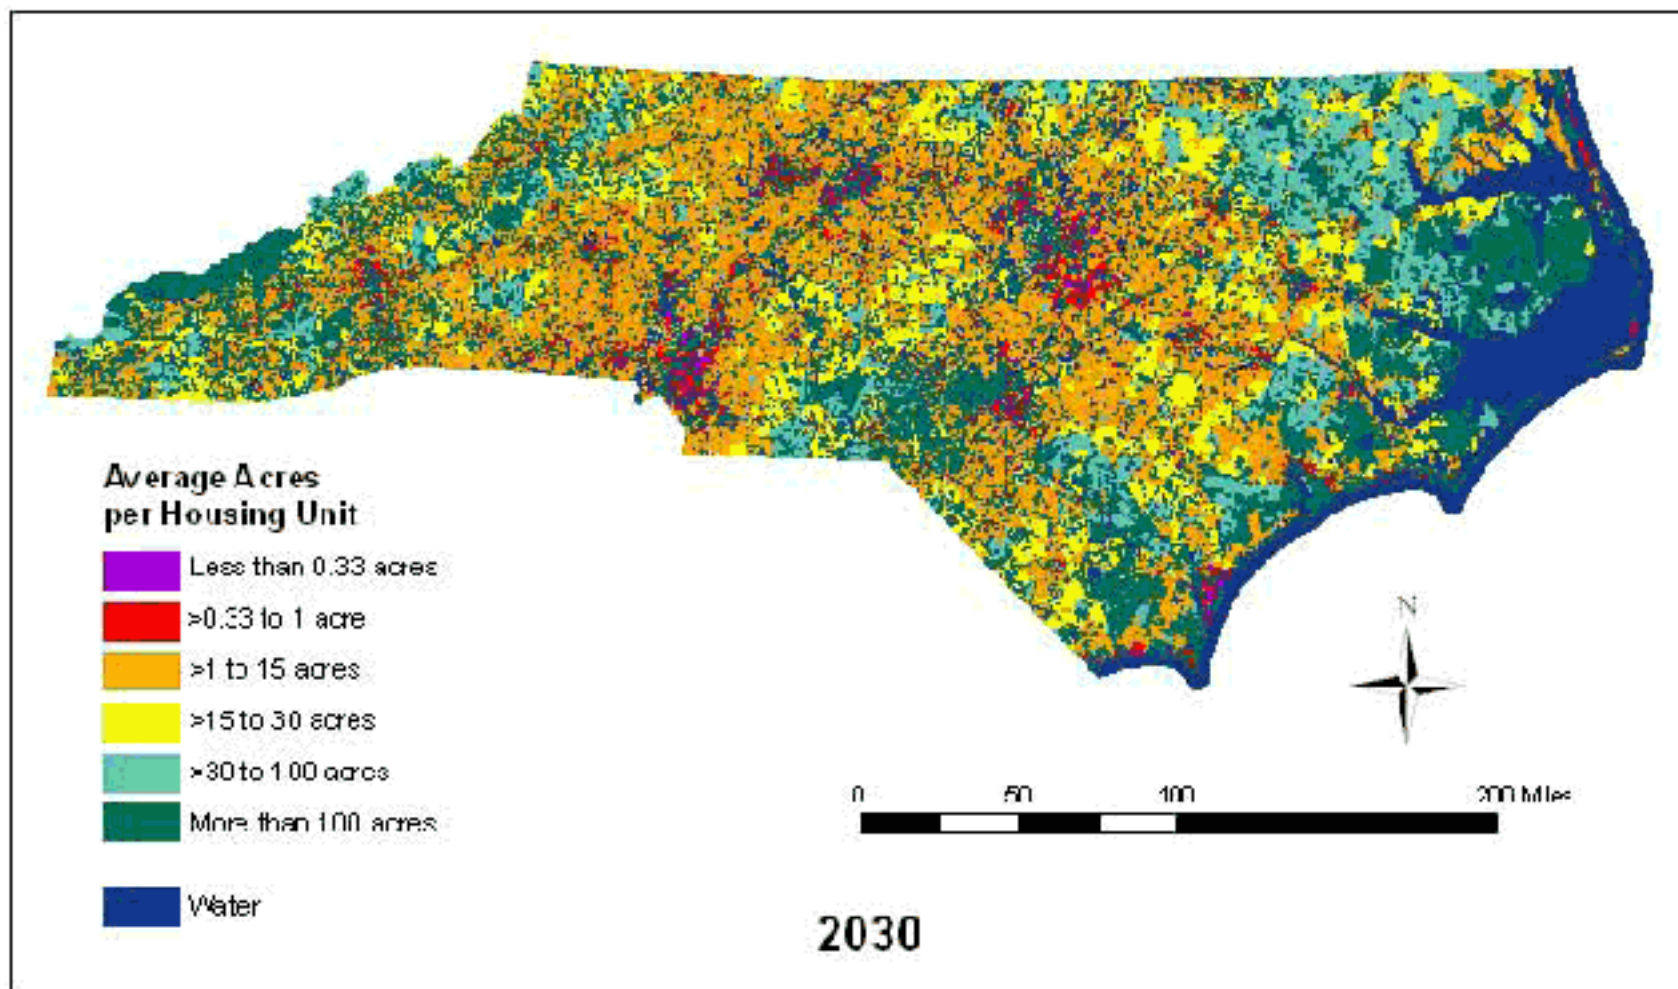 Average Acres
per Housing Unit
Less than 0.33 acres
>0.33 to 1 acre
>1 to 15 acres
>15 to 30 acres
>30 to 100 acres
More than 100 acres
Water
N
0 50 100 200 Miles
2030